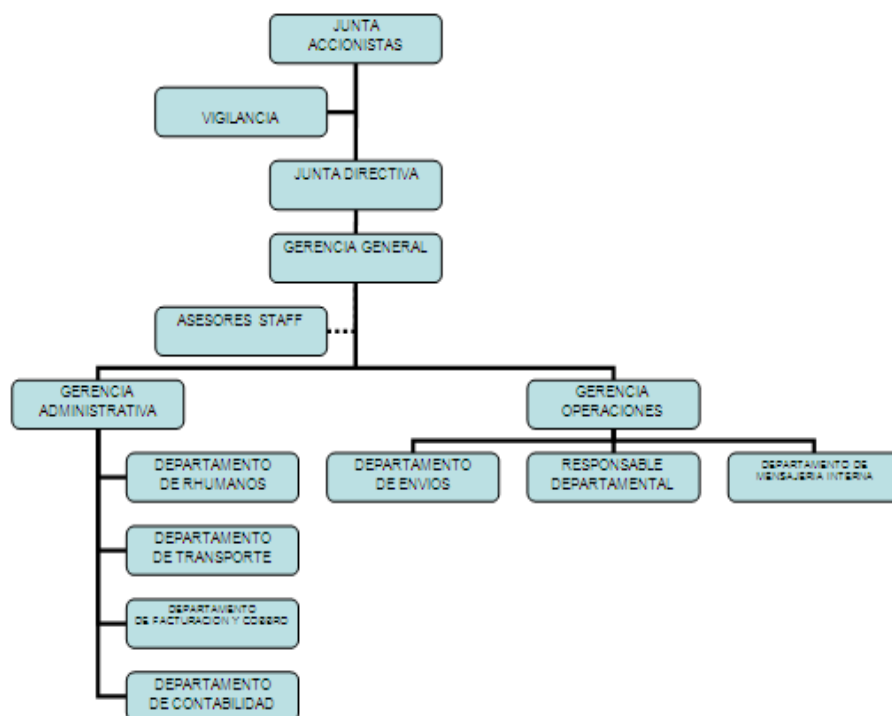 JUNTA
ACCIONISTAS
VIGILANCIA
JUNTA DIRECTIVA
GERENCIA GENERAL
ASESORES STAFF
GERENCIA
ADMINISTRATIVA
GERENCIA
OPERACIONES
DEPARTAMENTO
DE RHUMANOS
DEPARTAMENTO
DE ENVIOS
RESPONSABLE
DEPARTAMENTAL
DEPARTAMENTO DE
MENSAJERIA INTERNA
DEPARTAMENTO
DE TRANSPORTE
DEPARTAMENTO
DE FACTURACION Y COBRO
DEPARTAMENTO
DE CONTABILIDAD